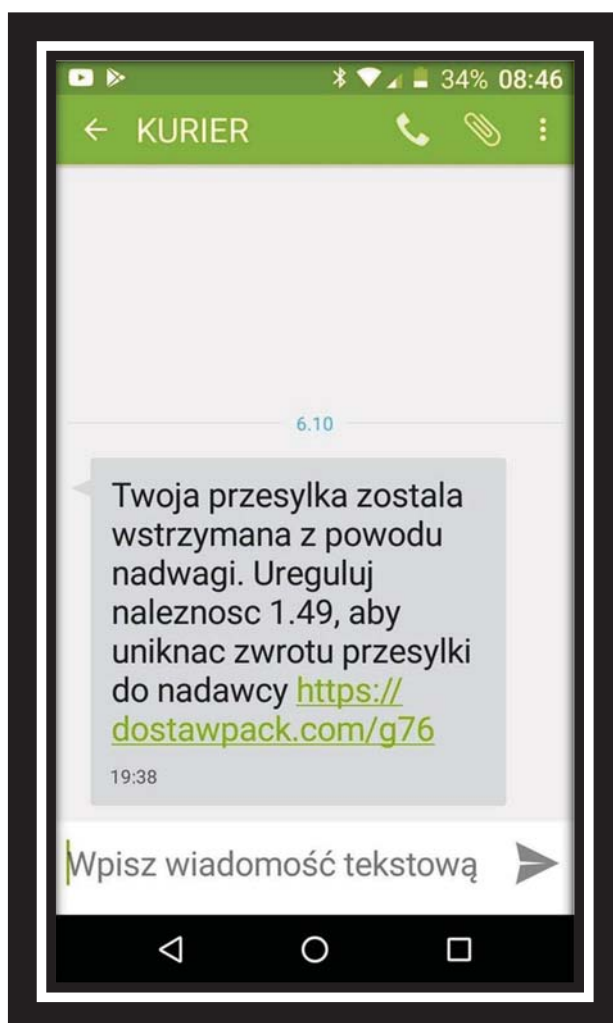 34% 08:46
KURIER
6.10
Twoja przesylka zostala
wstrzymana z powodu
nadwagi. Ureguluj
naleznosc 1.49, aby
uniknac zwrotu przesylki
do nadawcy https://
dostawpack.com/g76
19:38
Wpisz wiadomość tekstową